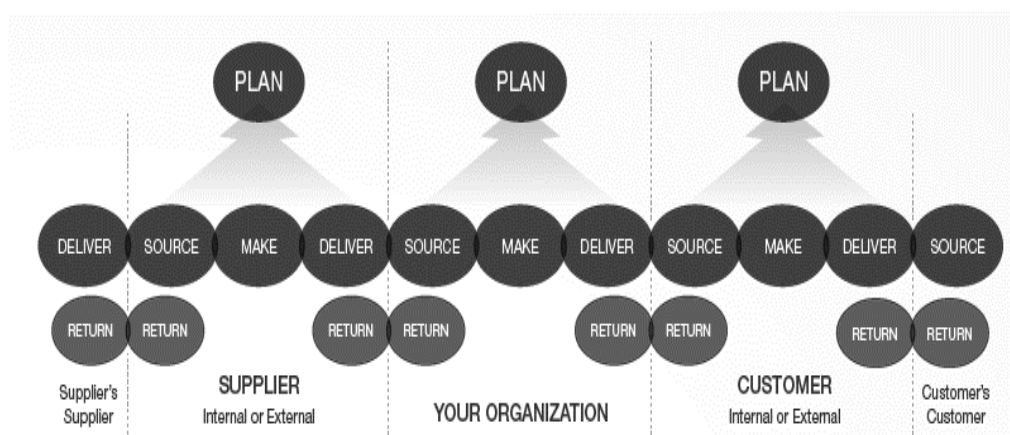 PLAN PLAN PLAN
DELIVER SOURCE MAKE DELIVER SOURCE MAKE DELIVER SOURCE MAKE DELIVER SOURCE
RETURN RETURN RETURN RETURN RETURN RETURN RETURN RETURN
Supplier's
Supplier
SUPPLIER
Internal or External
YOUR ORGANIZATION
CUSTOMER
Internal or External
Customer's
Customer